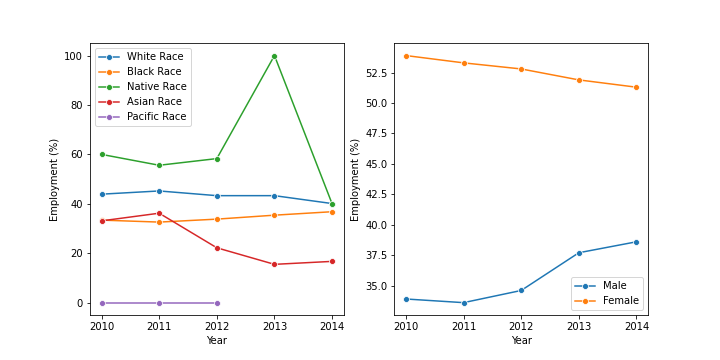 White Race
Black Race
Native Race
Asian Race
Pacific Race
100
80
60
40
20
0
Employment (%)
2010 2011 2012 2013 2014
Year
Male
Female
52.5
50.0
47.5
45.0
42.5
40.0
37.5
35.0
Employment (%)
2010 2011 2012 2013 2014
Year